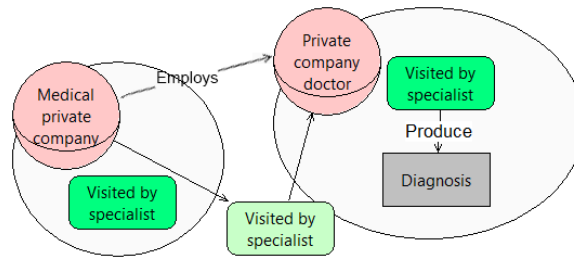 Private
company
doctor
Employs
Medical
private
company
Visited by
specialist
Produce
Diagnosis
Visited by
specialist
Visited by
specialist